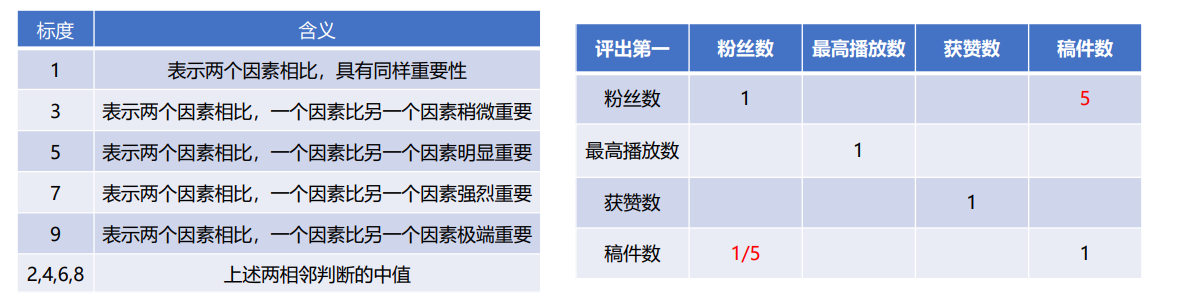 标度 含义
1 表示两个因素相比，具有同样重要性
3 表示两个因素相比，一个因素比另一个因素稍微重要
5 表示两个因素相比，一个因素比另一个因素明显重要
7 表示两个因素相比，一个因素比另一个因素强烈重要
9 表示两个因素相比，一个因素比另一个因素极端重要
2,4,6,8 上述两相邻判断的中值
评出第一 粉丝数 最高播放数 获赞数 稿件数
粉丝数 1 5
最高播放数 1
获赞数 1
稿件数 1/5 1